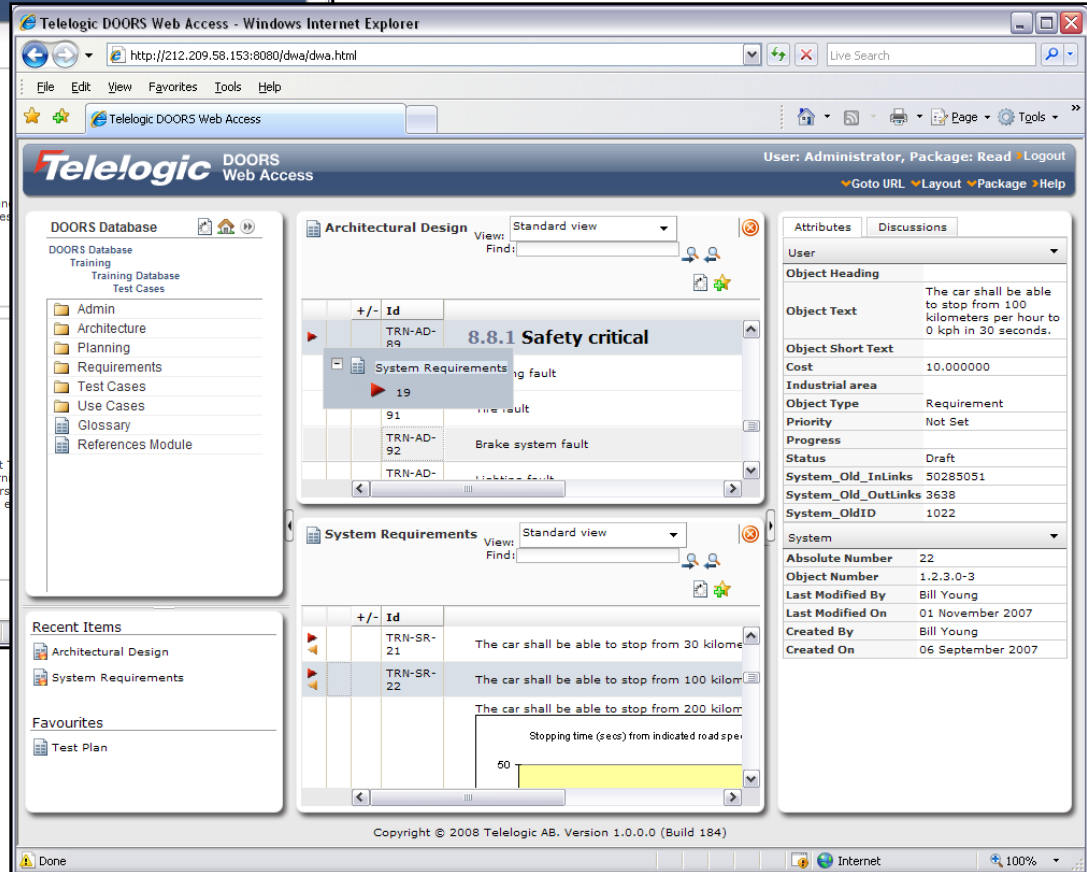 Telelogic DOORS Web Access - Windows Internet Explorer
http://212.209.58.153:8080/dwa/dwa.html
Live Search
File Edit View Favorites Tools Help
Telelogic DOORS Web Access
Page Tools
Telelogic DOORS Web Access
User: Administrator, Package: Read Logout
Goto URL Layout Package Help
DOORS Database
DOORS Database
Training
Training Database
Test Cases
Admin
Architecture
Planning
Requirements
Test Cases
Use Cases
Glossary
References Module
Recent Items
Architectural Design
System Requirements
Favourites
Test Plan
Architectural Design View: Standard view
Find:
+/- Id
TRN-AD-89 8.8.1 Safety critical
System Requirements
19
fault
91
fault
TRN-AD-92 Brake system fault
TRN-AD-
System Requirements View: Standard view
Find:
+/- Id
TRN-SR-21 The car shall be able to stop from 30 kilome
TRN-SR-22 The car shall be able to stop from 100 kilom
The car shall be able to stop from 200 kilom
Stopping time (secs) from indicated road spe
50
Attributes Discussions
User
Object Heading
Object Text The car shall be able
to stop from 100
kilometers per hour to
0 kph in 30 seconds.
Object Short Text
Cost 10.000000
Industrial area
Object Type Requirement
Priority Not Set
Progress
Status Draft
System_Old_InLinks 50285051
System_Old_OutLinks 3638
System_OldID 1022
System
Absolute Number 22
Object Number 1.2.3.0-3
Last Modified By Bill Young
Last Modified On 01 November 2007
Created By Bill Young
Created On 06 September 2007
Copyright © 2008 Telelogic AB. Version 1.0.0.0 (Build 184)
Done
Internet
100%